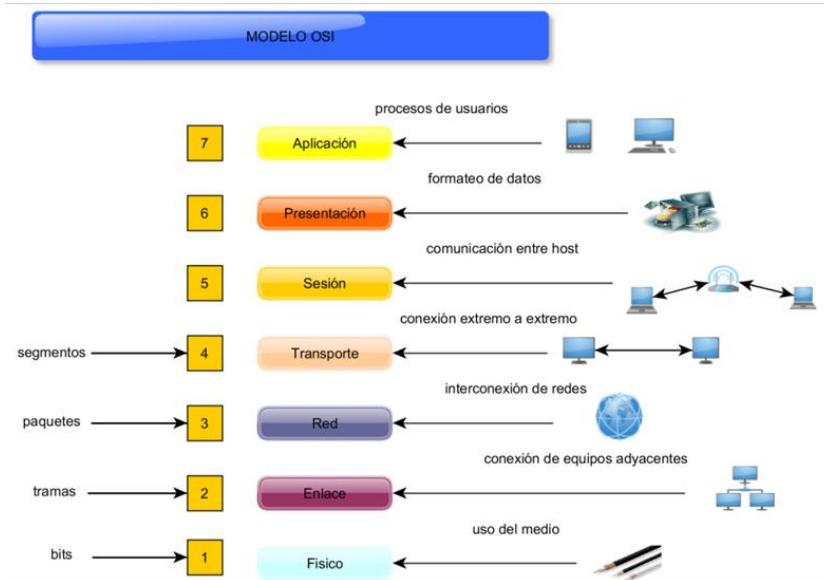 MODELO OSI
procesos de usuarios
7 Aplicación
formateo de datos
6 Presentación
comunicación entre host
5 Sesión
conexión extremo a extremo
segmentos 4 Transporte
interconexión de redes
paquetes 3 Red
conexión de equipos adyacentes
tramas 2 Enlace
uso del medio
bits 1 Fisico